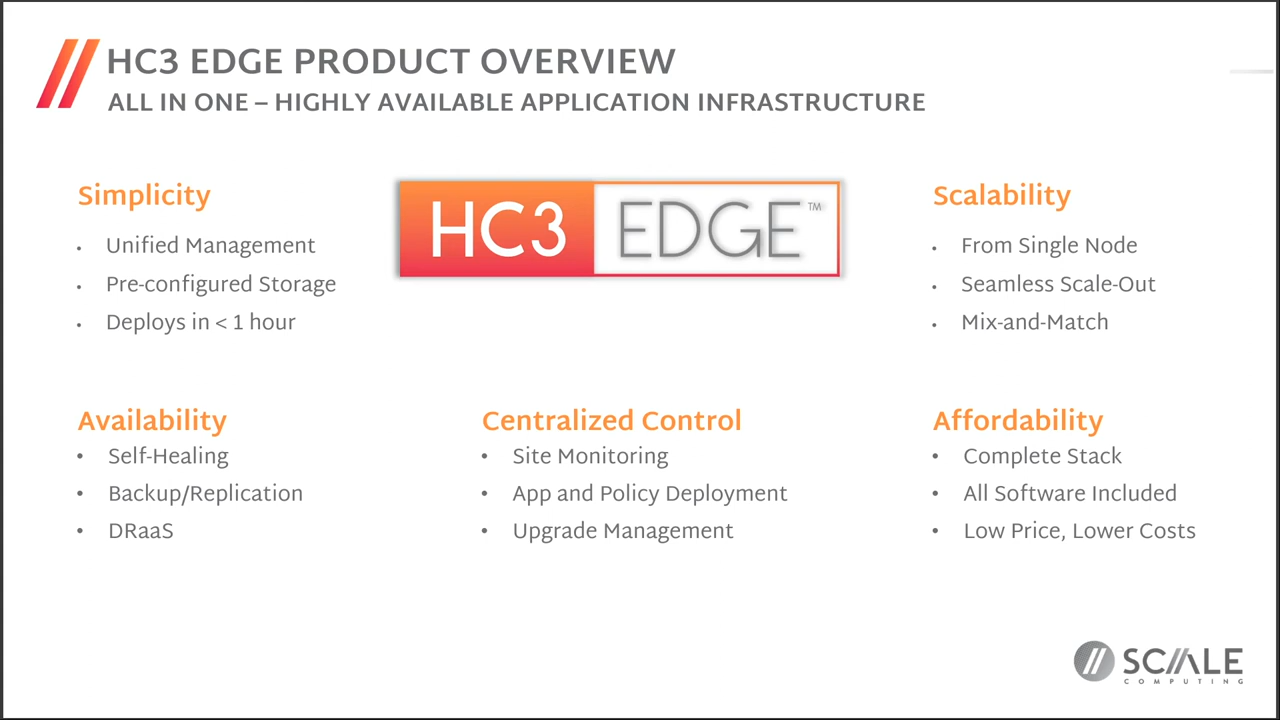 HC3 EDGE PRODUCT OVERVIEW
ALL IN ONE – HIGHLY AVAILABLE APPLICATION INFRASTRUCTURE
Simplicity
• Unified Management
• Pre-configured Storage
• Deploys in < 1 hour
HC3 EDGE™
Scalability
• From Single Node
• Seamless Scale-Out
• Mix-and-Match
Availability
• Self-Healing
• Backup/Replication
• DRaaS
Centralized Control
• Site Monitoring
• App and Policy Deployment
• Upgrade Management
Affordability
• Complete Stack
• All Software Included
• Low Price, Lower Costs
SCALE
COMPUTING